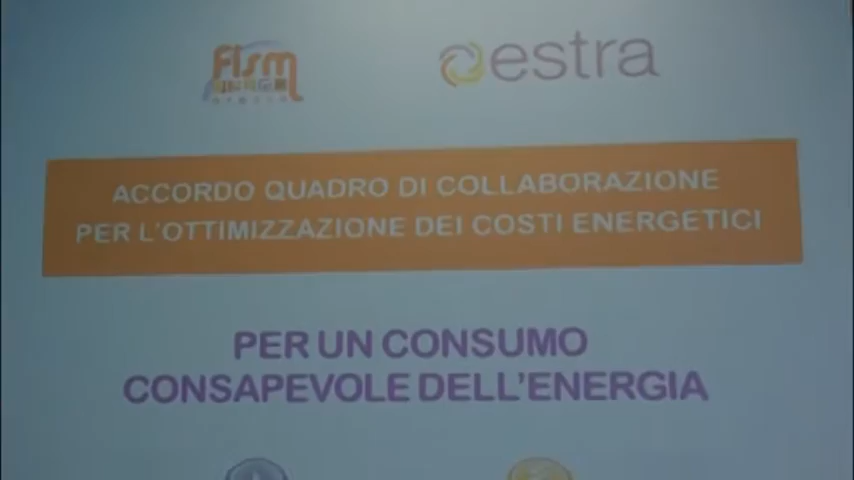 FISM
estra
ACCORDO QUADRO DI COLLABORAZIONE
PER L'OTTIMIZZAZIONE DEI COSTI ENERGETICI
PER UN CONSUMO
CONSAPEVOLE DELL'ENERGIA